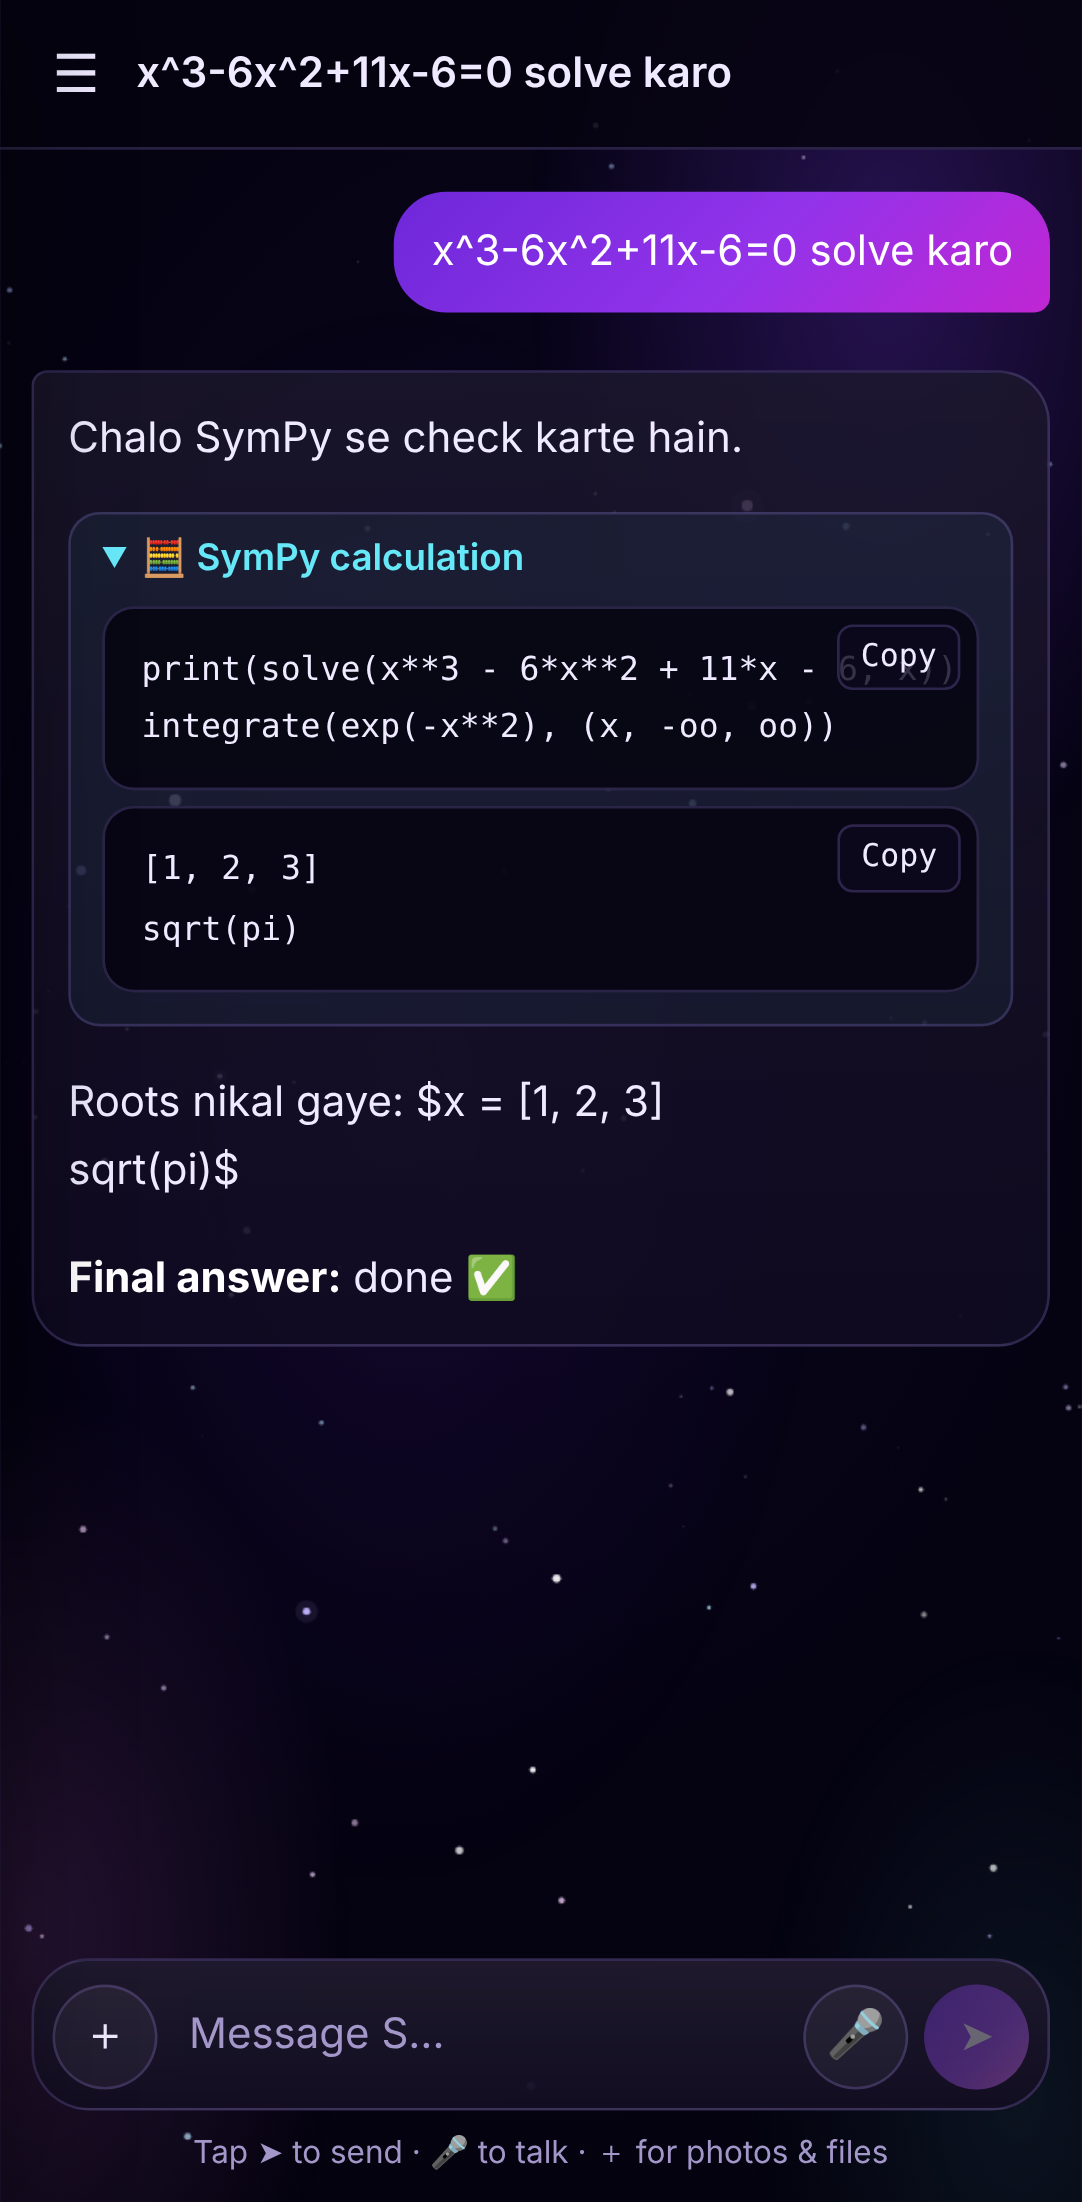 ☰ x^3-6x^2+11x-6=0 solve karo
x^3-6x^2+11x-6=0 solve karo
Chalo SymPy se check karte hain.
▼ 🧮 SymPy calculation
Copy
print(solve(x**3 - 6*x**2 + 11*x - 6, x))
integrate(exp(-x**2), (x, -oo, oo))
Copy
[1, 2, 3]
sqrt(pi)
Roots nikal gaye: $x = [1, 2, 3]
sqrt(pi)$
Final answer: done ✅
+ Message S... 🎤 ➤
Tap ➤ to send · 🎤 to talk · + for photos & files